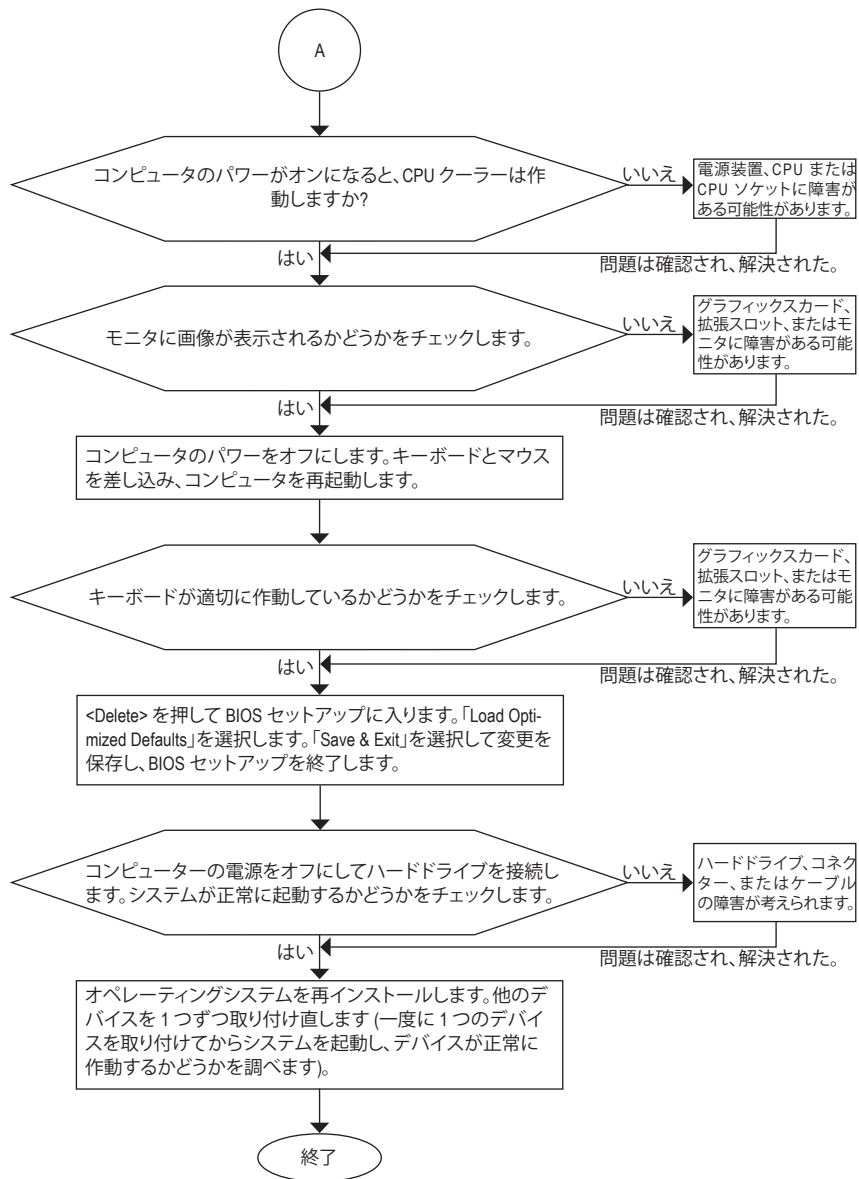 A
コンピュータのパワーがオンになると、CPU クーラーは作
動しますか?
いいえ
電源装置、CPU または
CPU ソケットに障害が
ある可能性があります。
はい
問題は確認され、解決された。
モニタに画像が表示されるかどうかをチェックします。
いいえ
グラフィックスカード、
拡張スロット、またはモ
ニタに障害がある可能
性があります。
はい
問題は確認され、解決された。
コンピュータのパワーをオフにします。キーボードとマウス
を差し込み、コンピュータを再起動します。
キーボードが適切に作動しているかどうかをチェックします。
いいえ
グラフィックスカード、
拡張スロット、またはモ
ニタに障害がある可能
性があります。
はい
問題は確認され、解決された。
<Delete> を押して BIOS セットアップに入ります。「Load Opti-
mized Defaults」を選択します。「Save & Exit」を選択して変更を
保存し、BIOS セットアップを終了します。
コンピューターの電源をオフにしてハードドライブを接続し
ます。システムが正常に起動するかどうかをチェックします。
いいえ
ハードドライブ、コネク
ター、またはケーブル
の障害が考えられます。
はい
問題は確認され、解決された。
オペレーティングシステムを再インストールします。他のデ
バイスを 1 つずつ取り付け直します (一度に 1 つのデバイ
スを取り付けてからシステムを起動し、デバイスが正常に
作動するかどうかを調べます)。
終了